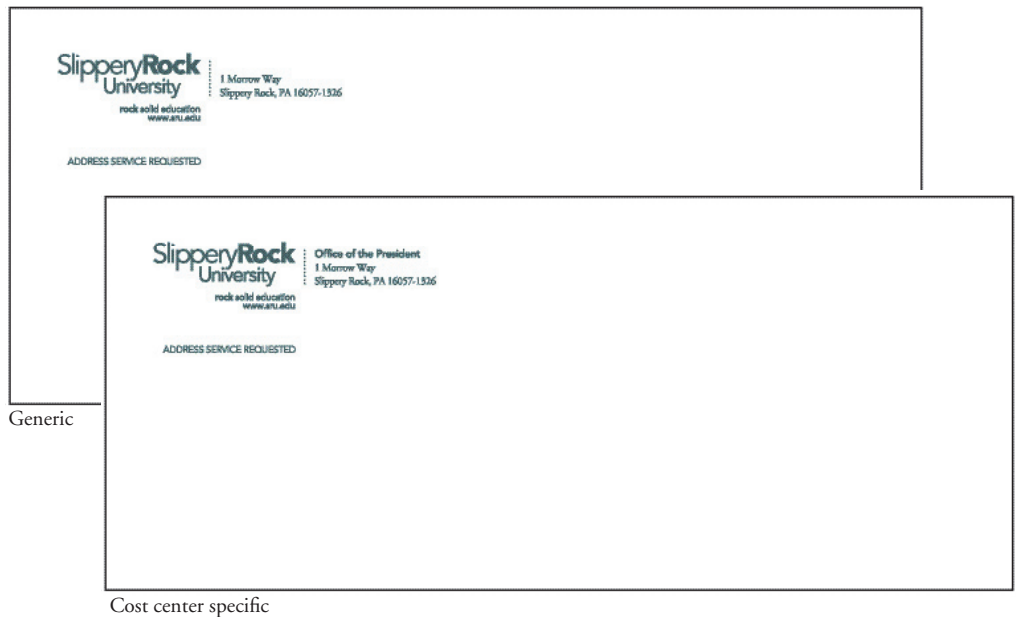 SlipperyRock
University
rock solid education
www.sru.edu
1 Morrow Way
Slippery Rock, PA 16057-1326
ADDRESS SERVICE REQUESTED
Generic
SlipperyRock
University
rock solid education
www.sru.edu
Office of the President
1 Morrow Way
Slippery Rock, PA 16057-1326
ADDRESS SERVICE REQUESTED
Cost center specific